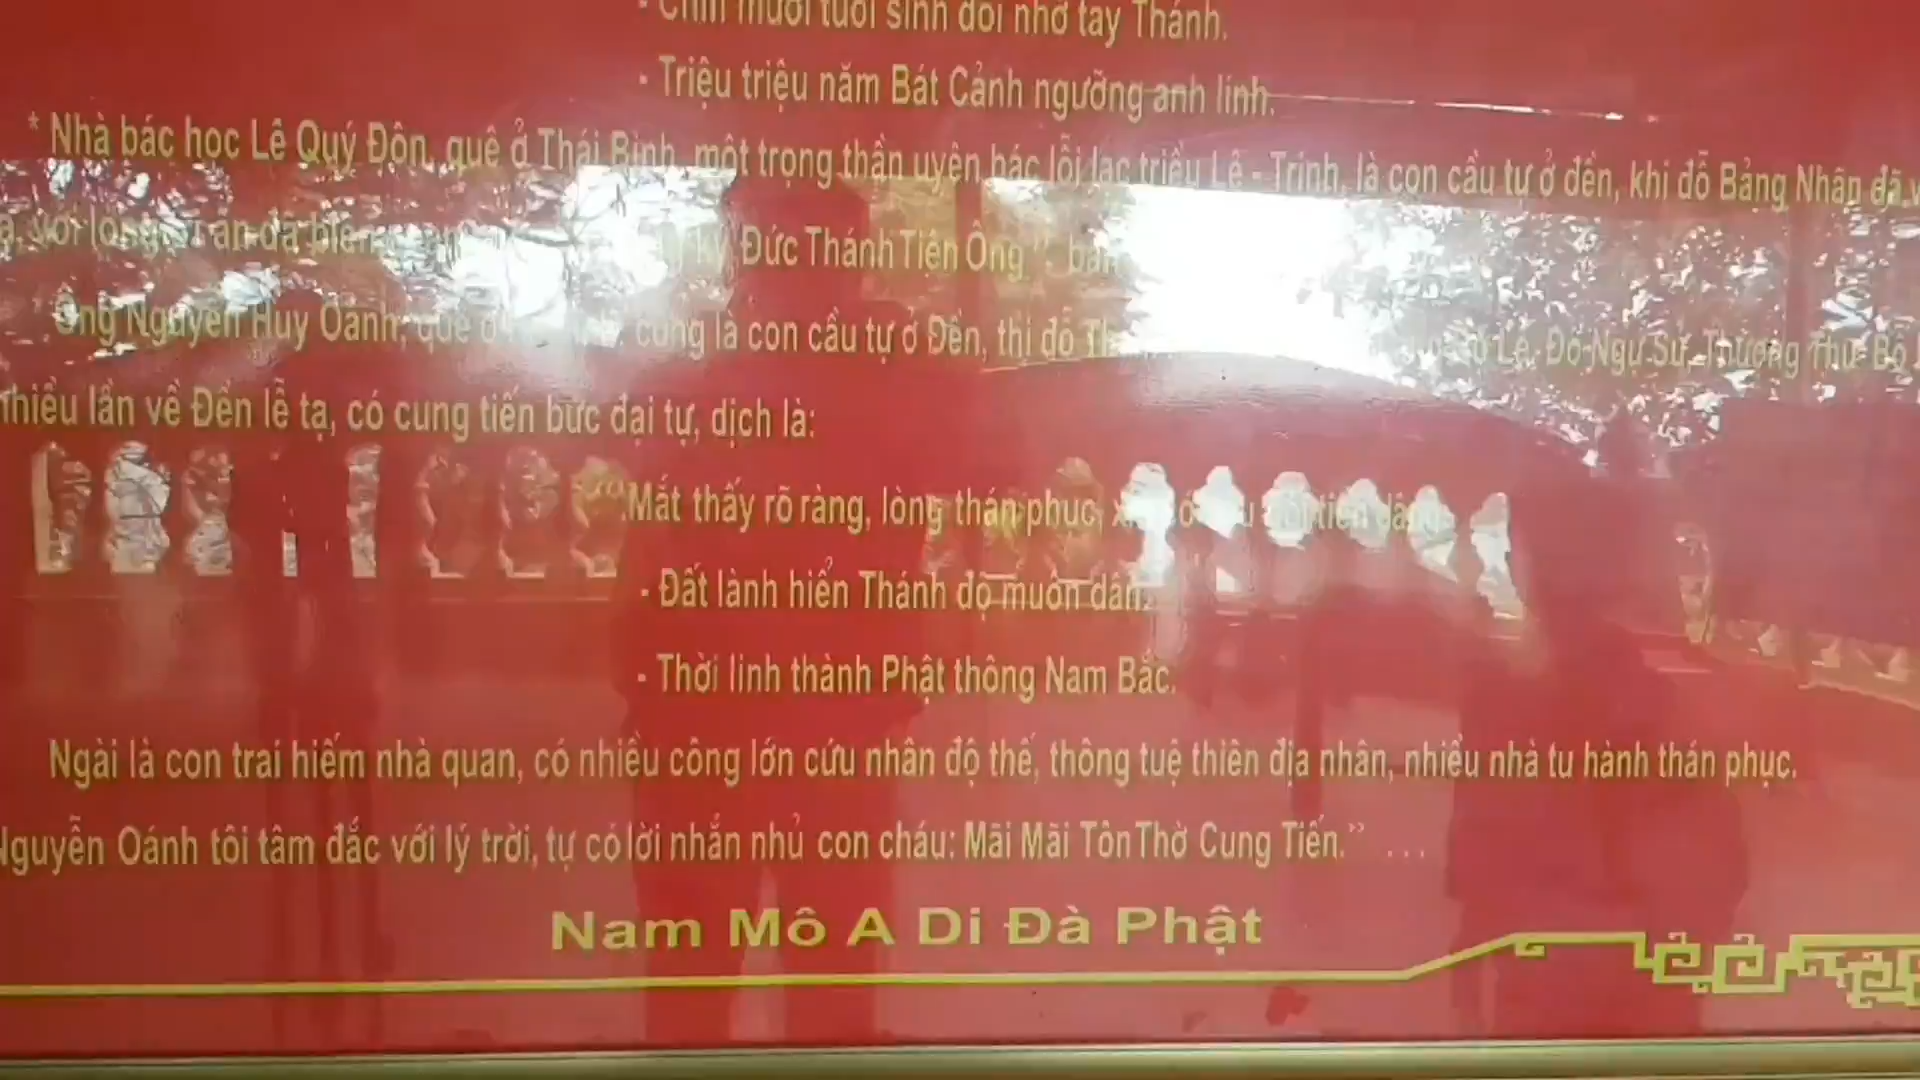 - Chín mươi tuổi sinh đôi nhờ tay Thánh.
- Triệu triệu năm Bát Cảnh ngưỡng anh linh.
* Nhà bác học Lê Quý Đôn, quê ở Thái Bình, một trọng thần uyên bác lỗi lạc triều Lê - Trịnh, là con cầu tự ở đền, khi đỗ Bảng Nhãn đã
với lòng ân đã ký Đức Thánh Tiên Ông "
* Ông Nguyễn Huy Oánh, quê ở cũng là con cầu tự ở Đền, thi đỗ Lê, Đô Ngự Sử, Thượng Thư Bộ
nhiều lần về Đền lễ tạ, có cung tiến bức đại tự, dịch là:
Mắt thấy rõ ràng, lòng thán phục,
- Đất lành hiển Thánh độ muôn dân.
- Thời linh thành Phật thông Nam Bắc.
Ngài là con trai hiếm nhà quan, có nhiều công lớn cứu nhân độ thế, thông tuệ thiên địa nhân, nhiều nhà tu hành thán phục.
Nguyễn Oánh tôi tâm đắc với lý trời, tự có lời nhắn nhủ con cháu: Mãi Mãi Tôn Thờ Cung Tiến." ...
Nam Mô A Di Đà Phật